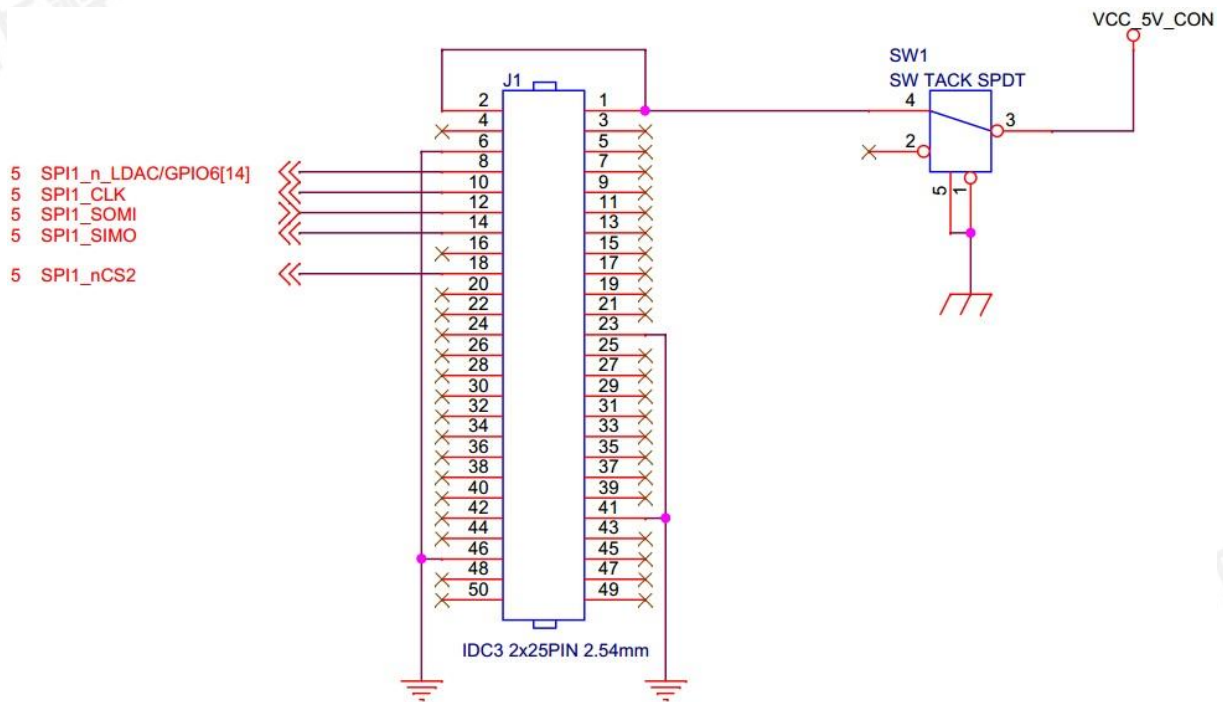 VCC_5V_CON
SW1
SW TACK SPDT
J1
4
3
2
5
1
2 1
4 3
6 5
5 SPI1_n_LDAC/GPIO6[14] 8 7
5 SPI1_CLK 10 9
5 SPI1_SOMI 12 11
5 SPI1_SIMO 14 13
16 15
5 SPI1_nCS2 18 17
20 19
22 21
24 23
26 25
28 27
30 29
32 31
34 33
36 35
38 37
40 39
42 41
44 43
46 45
48 47
50 49
IDC3 2x25PIN 2.54mm